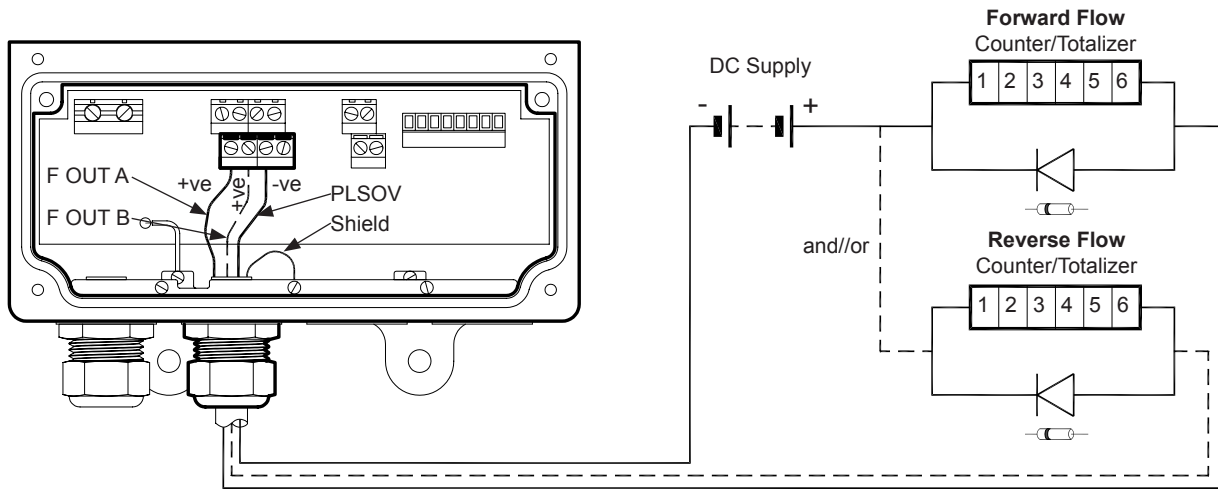 Forward Flow
Counter/Totalizer
1 2 3 4 5 6
DC Supply
- +
F OUT A
+ve
+ve
-ve
PLSOV
F OUT B
Shield
and//or
Reverse Flow
Counter/Totalizer
1 2 3 4 5 6